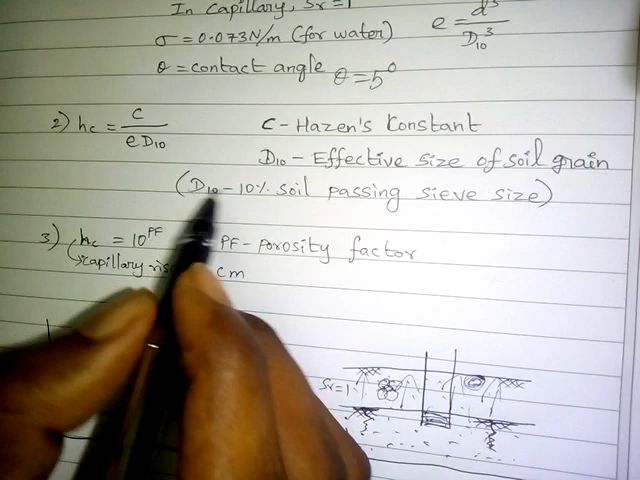 In Capillary, Sr = 1
σ = 0.073 N/m (for water)
e = d³/D₁₀³
θ = contact angle θ = 5°
2) hc = C/eD₁₀
C - Hazen's Constant
D₁₀ - Effective size of soil grain
(D₁₀ - 10% soil passing sieve size)
3) hc = 10^PF PF - porosity factor
capillary rise cm
Sr = 1